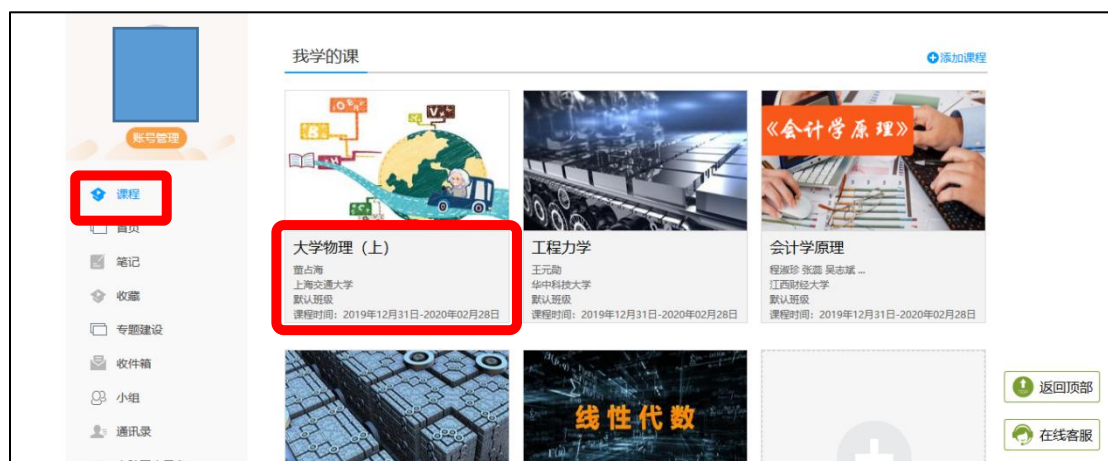 我学的课
添加课程
账号管理
课程
首页
笔记
收藏
专题建设
收件箱
小组
通讯录
《会计学原理》
大学物理（上）
董占海
上海交通大学
默认班级
课程时间：2019年12月31日-2020年02月28日
工程力学
王元勋
华中科技大学
默认班级
课程时间：2019年12月31日-2020年02月28日
会计学原理
程淑珍 张蕊 吴志斌 ...
江西财经大学
默认班级
课程时间：2019年12月31日-2020年02月28日
线性代数
返回顶部
在线客服